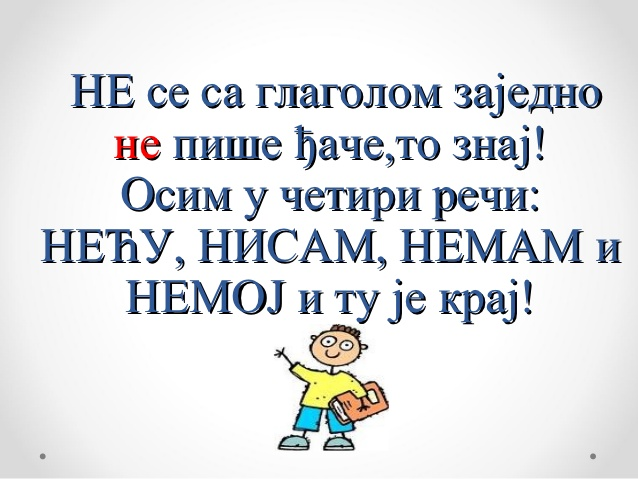 НЕ се са глаголом заједно
не пише ђаче,то знај!
Осим у четири речи:
НЕЋУ, НИСАМ, НЕМАМ и
НЕМОЈ и ту је крај!